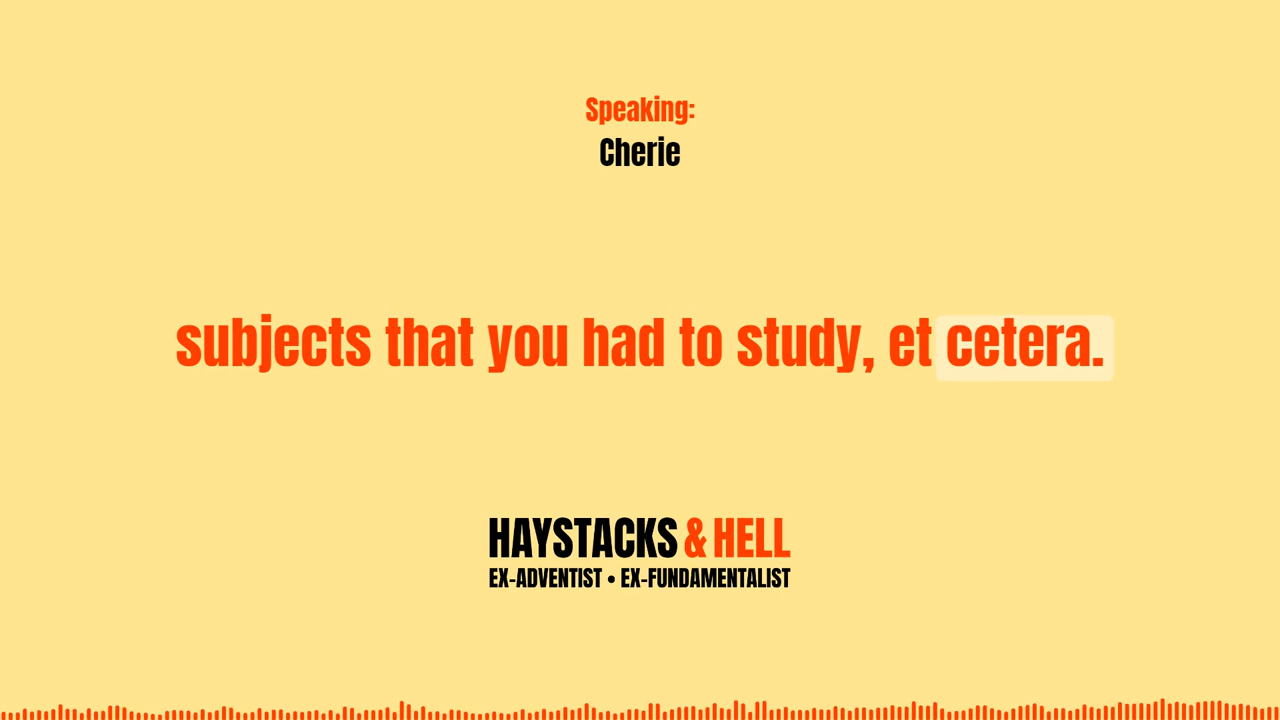 Speaking:
Cherie
subjects that you had to study, et cetera.
HAYSTACKS & HELL
EX-ADVENTIST • EX-FUNDAMENTALIST